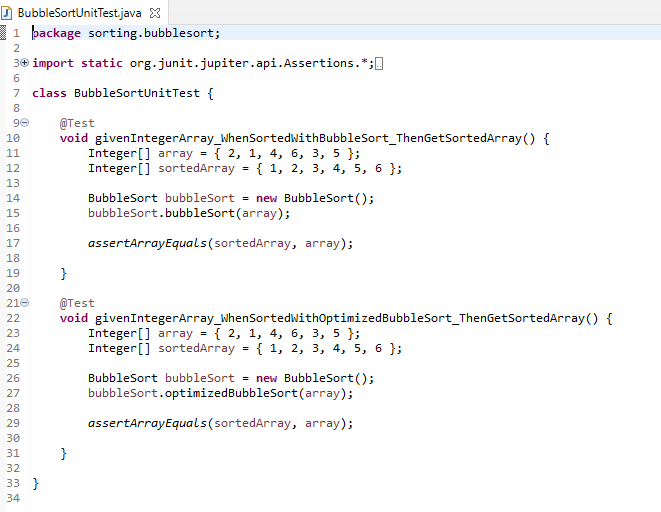 BubbleSortUnitTest.java
1 package sorting.bubblesort;
2
3 import static org.junit.jupiter.api.Assertions.*;
6
7 class BubbleSortUnitTest {
8
9 @Test
10 void givenIntegerArray_WhenSortedWithBubbleSort_ThenGetSortedArray() {
11 Integer[] array = { 2, 1, 4, 6, 3, 5 };
12 Integer[] sortedArray = { 1, 2, 3, 4, 5, 6 };
13
14 BubbleSort bubbleSort = new BubbleSort();
15 bubbleSort.bubbleSort(array);
16
17 assertArrayEquals(sortedArray, array);
18
19 }
20
21 @Test
22 void givenIntegerArray_WhenSortedWithOptimizedBubbleSort_ThenGetSortedArray() {
23 Integer[] array = { 2, 1, 4, 6, 3, 5 };
24 Integer[] sortedArray = { 1, 2, 3, 4, 5, 6 };
25
26 BubbleSort bubbleSort = new BubbleSort();
27 bubbleSort.optimizedBubbleSort(array);
28
29 assertArrayEquals(sortedArray, array);
30
31 }
32
33 }
34